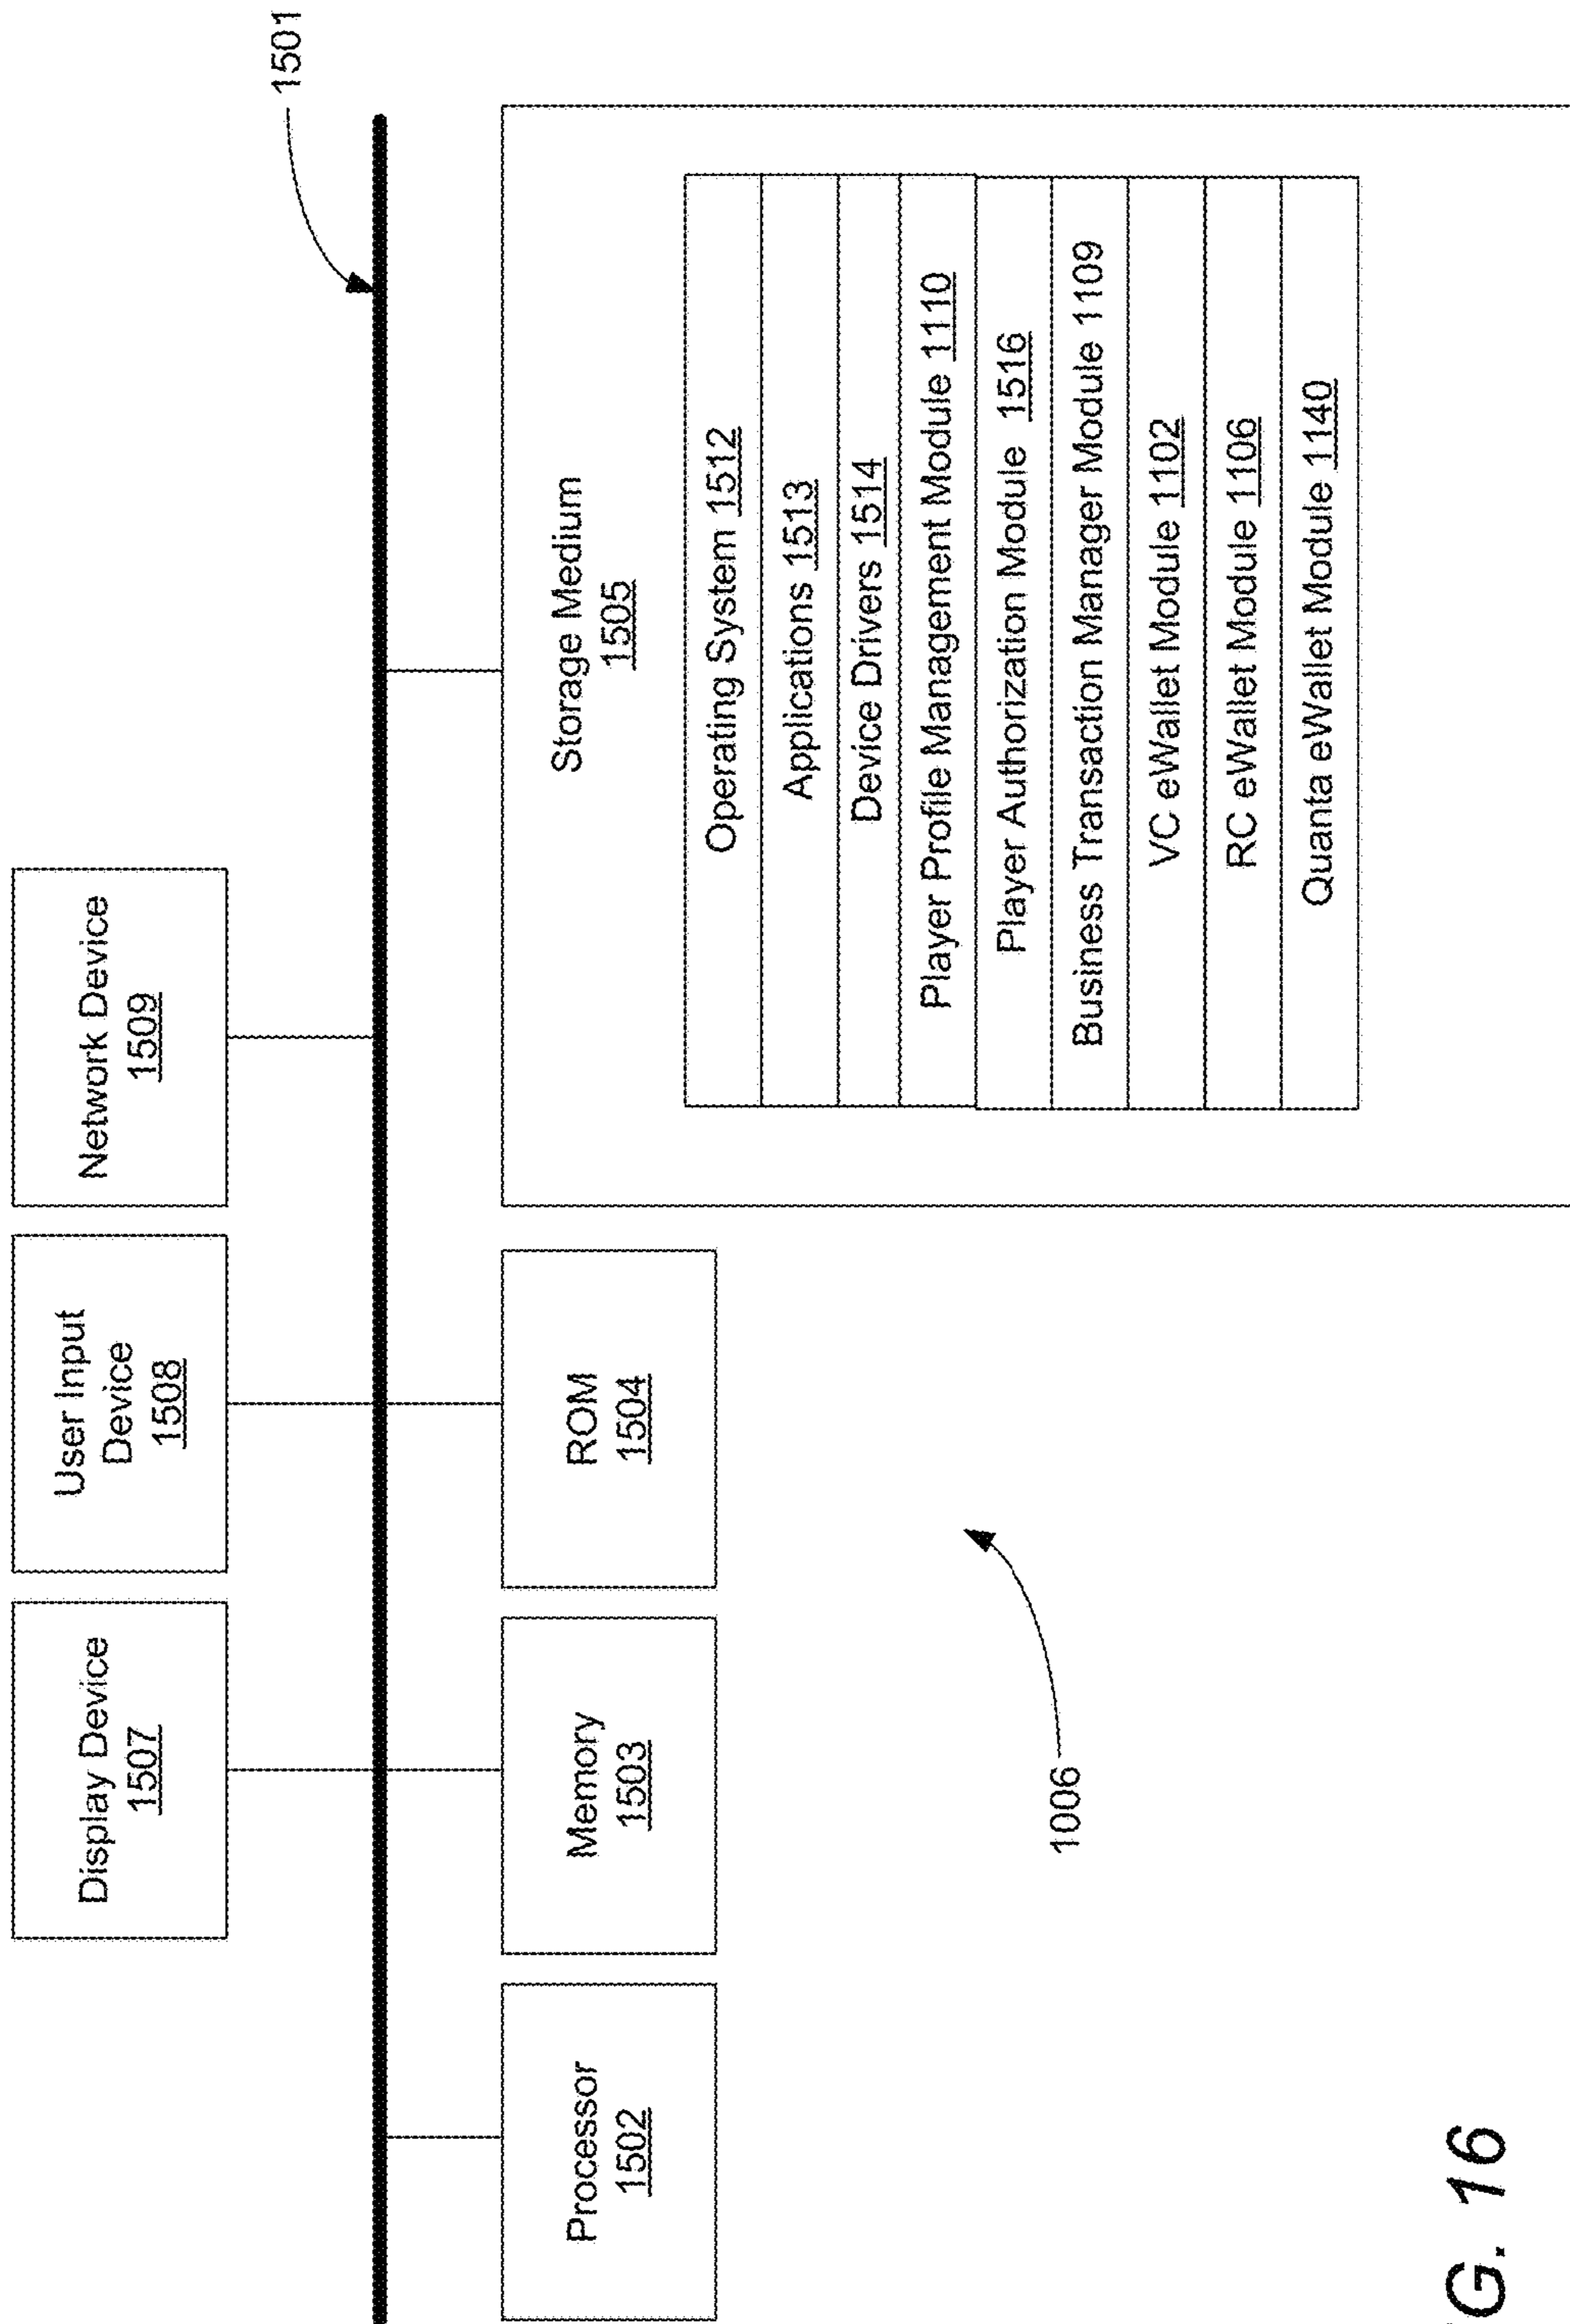 1501
Display Device
1507
User Input
Device
1508
Network Device
1509
Processor
1502
Memory
1503
ROM
1504
Storage Medium
1505
Operating System 1512
Applications 1513
Device Drivers 1514
Player Profile Management Module 1110
Player Authorization Module 1516
Business Transaction Manager Module 1109
VC eWallet Module 1102
RC eWallet Module 1106
Quanta eWallet Module 1140
1006
G. 16